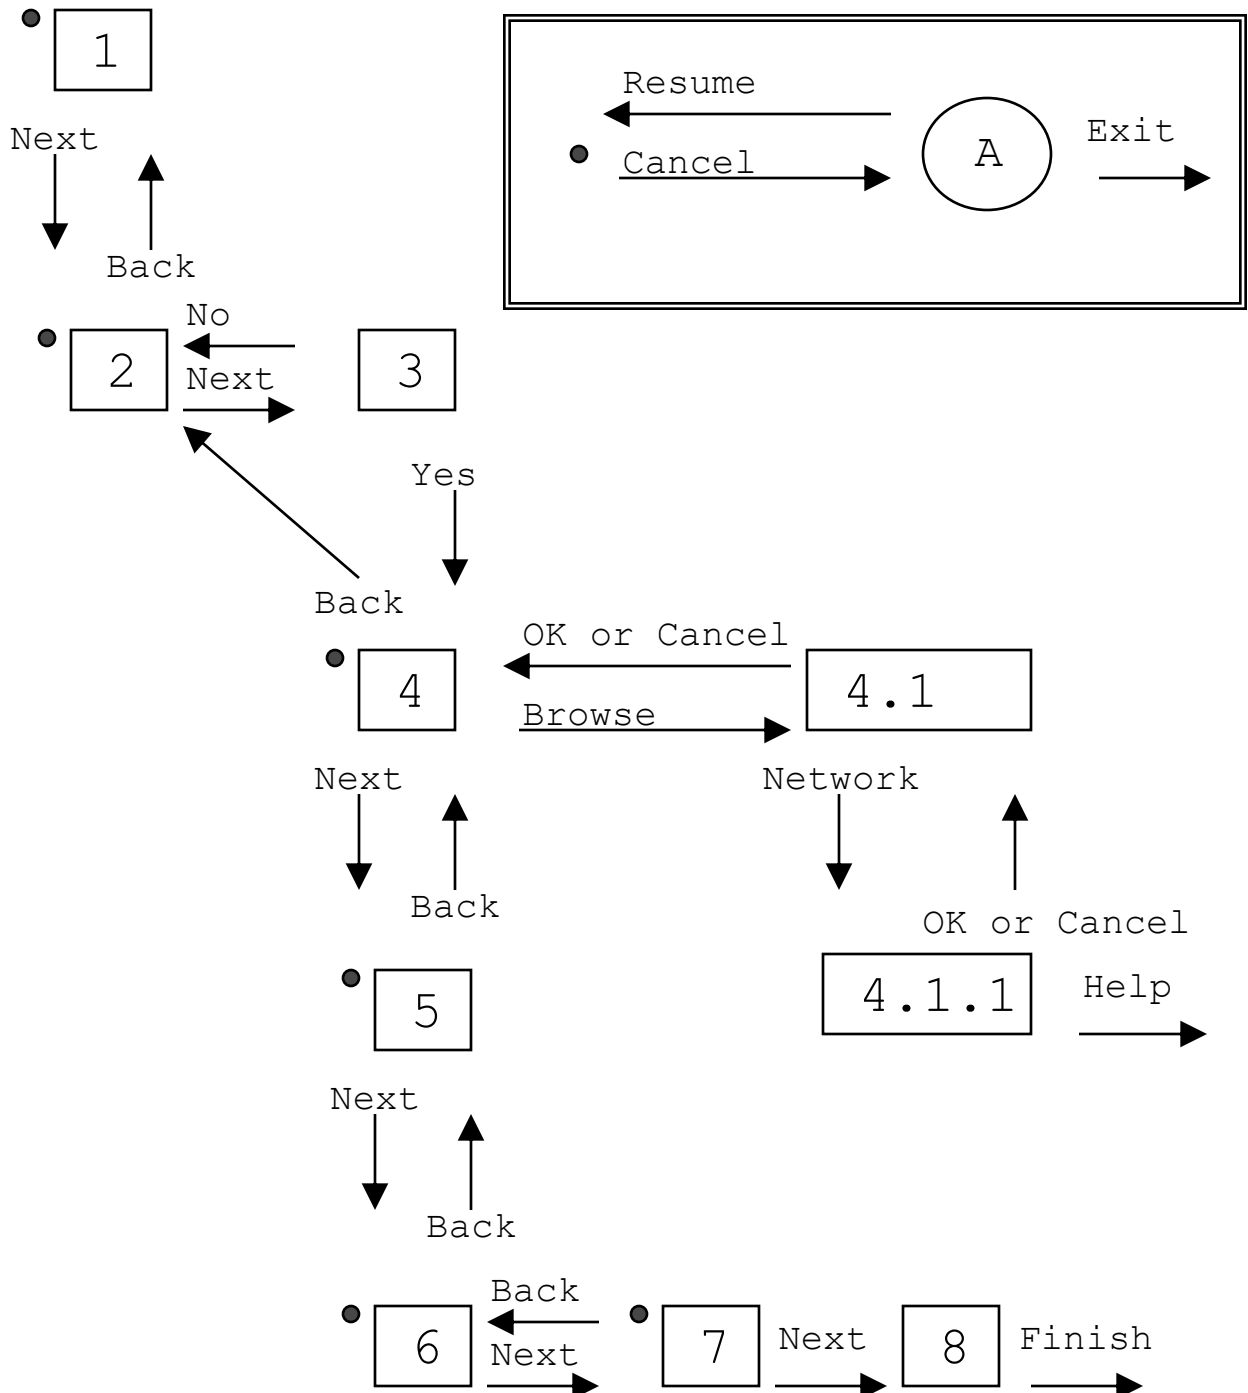 1
Resume
A
Exit
Cancel
Next
Back
No
2
3
Next
Yes
Back
OK or Cancel
4
4.1
Browse
Next
Network
Back
OK or Cancel
5
4.1.1
Help
Next
Back
Back
6
7
Next
8
Finish
Next